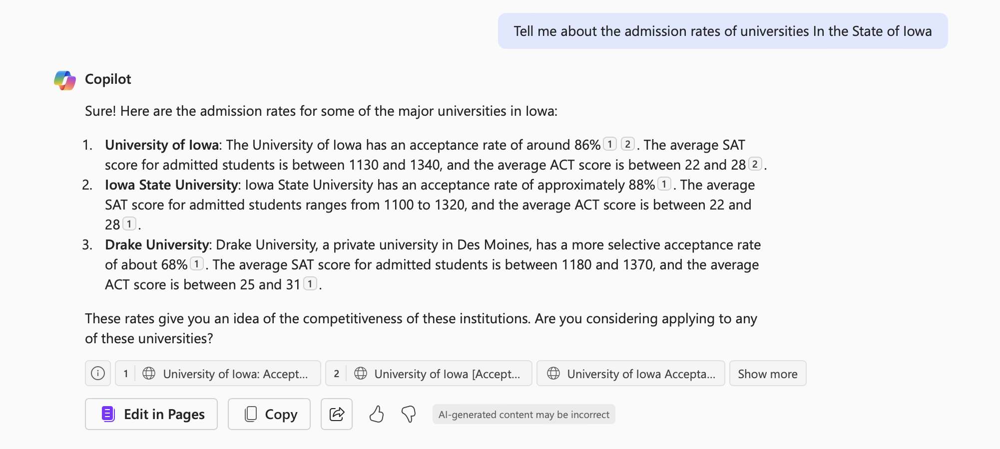 Tell me about the admission rates of universities In the State of Iowa
Copilot
Sure! Here are the admission rates for some of the major universities in Iowa:
1. University of Iowa: The University of Iowa has an acceptance rate of around 86% 1 2 . The average SAT
score for admitted students is between 1130 and 1340, and the average ACT score is between 22 and 28 2 .
2. Iowa State University: Iowa State University has an acceptance rate of approximately 88% 1 . The average
SAT score for admitted students ranges from 1100 to 1320, and the average ACT score is between 22 and
28 1 .
3. Drake University: Drake University, a private university in Des Moines, has a more selective acceptance rate
of about 68% 1 . The average SAT score for admitted students is between 1180 and 1370, and the average
ACT score is between 25 and 31 1 .
These rates give you an idea of the competitiveness of these institutions. Are you considering applying to any
of these universities?
1 University of Iowa: Accept... 2 University of Iowa [Accept... University of Iowa Accepta... Show more
Edit in Pages Copy AI-generated content may be incorrect